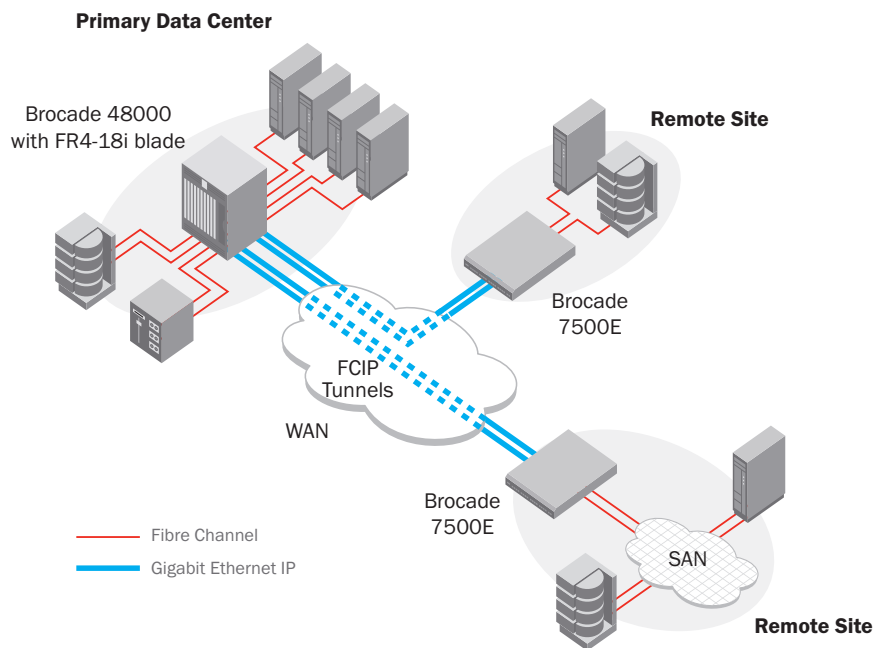 Primary Data Center
Brocade 48000
with FR4-18i blade
Remote Site
Brocade
7500E
FCIP
Tunnels
WAN
Brocade
7500E
SAN
Fibre Channel
Gigabit Ethernet IP
Remote Site